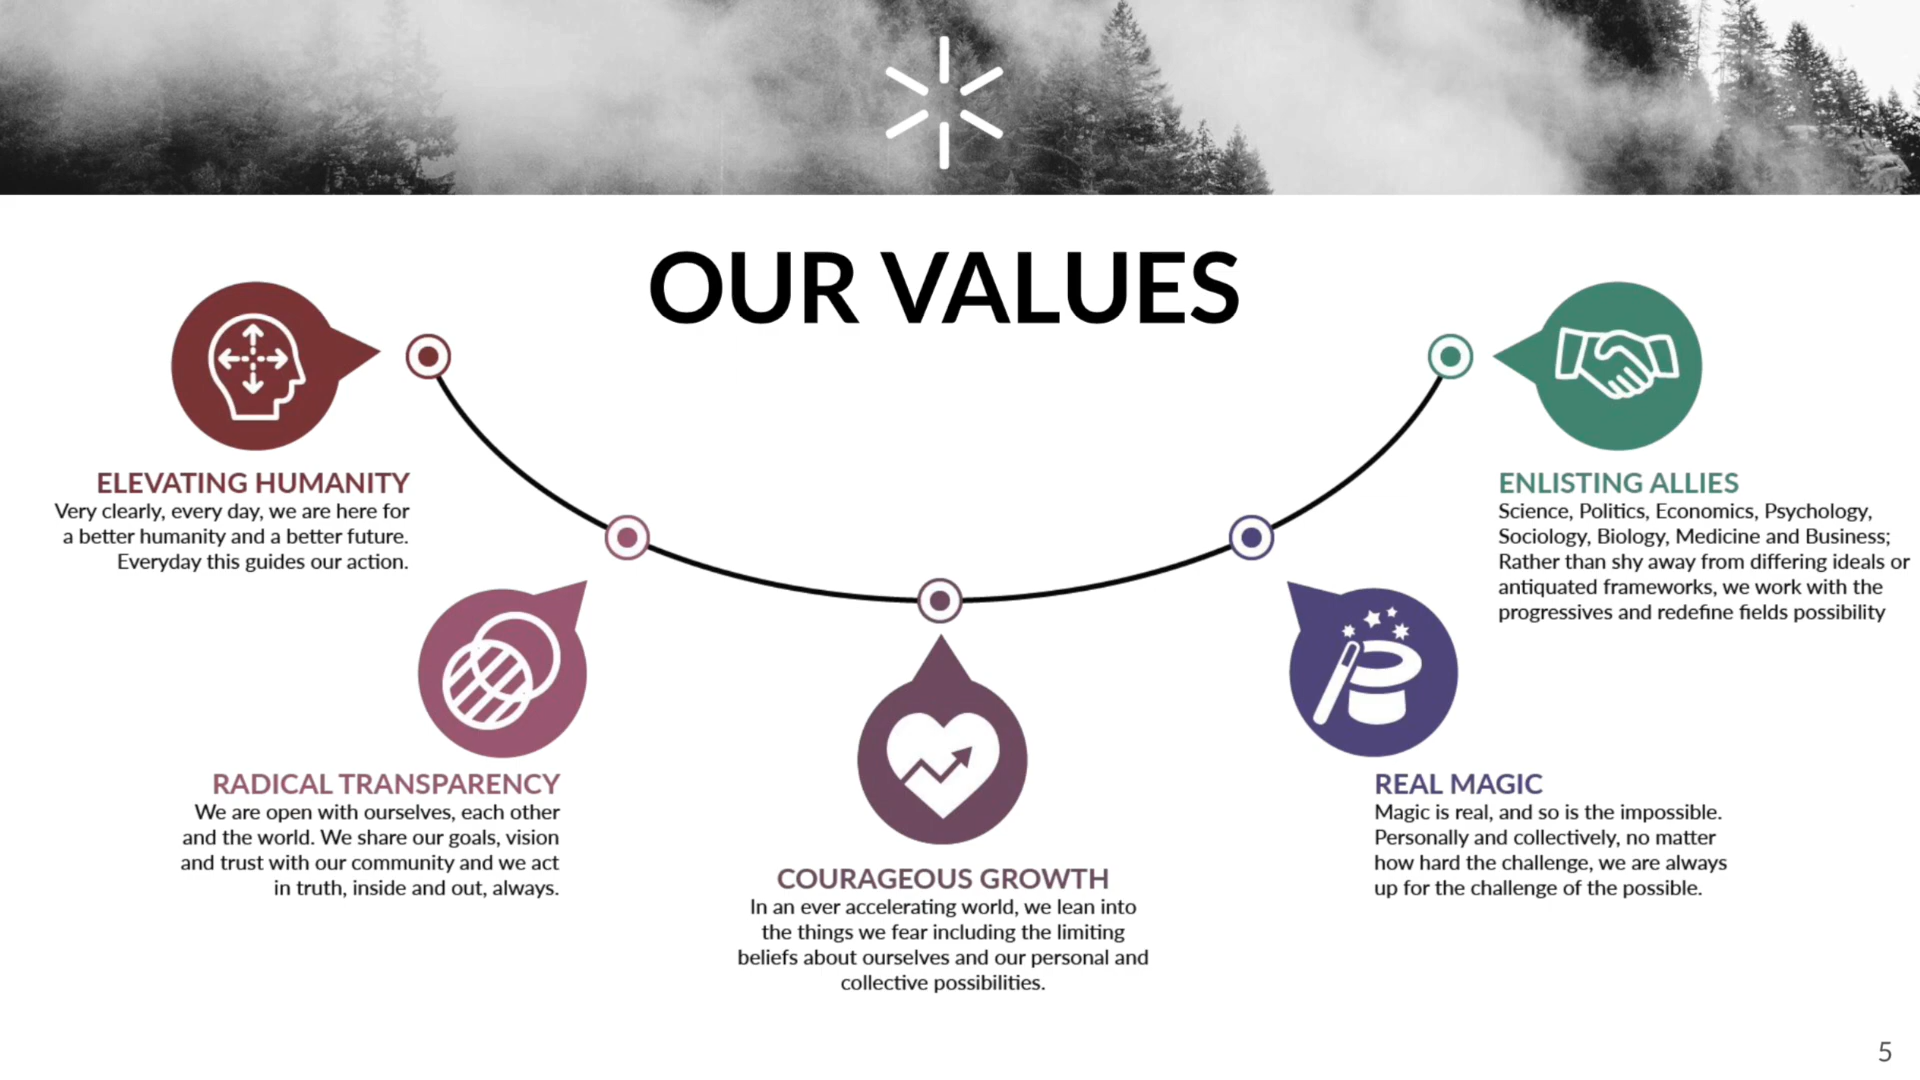 OUR VALUES
ELEVATING HUMANITY
Very clearly, every day, we are here for
a better humanity and a better future.
Everyday this guides our action.
RADICAL TRANSPARENCY
We are open with ourselves, each other
and the world. We share our goals, vision
and trust with our community and we act
in truth, inside and out, always.
COURAGEOUS GROWTH
In an ever accelerating world, we lean into
the things we fear including the limiting
beliefs about ourselves and our personal and
collective possibilities.
REAL MAGIC
Magic is real, and so is the impossible.
Personally and collectively, no matter
how hard the challenge, we are always
up for the challenge of the possible.
ENLISTING ALLIES
Science, Politics, Economics, Psychology,
Sociology, Biology, Medicine and Business;
Rather than shy away from differing ideals or
antiquated frameworks, we work with the
progressives and redefine fields possibility
5